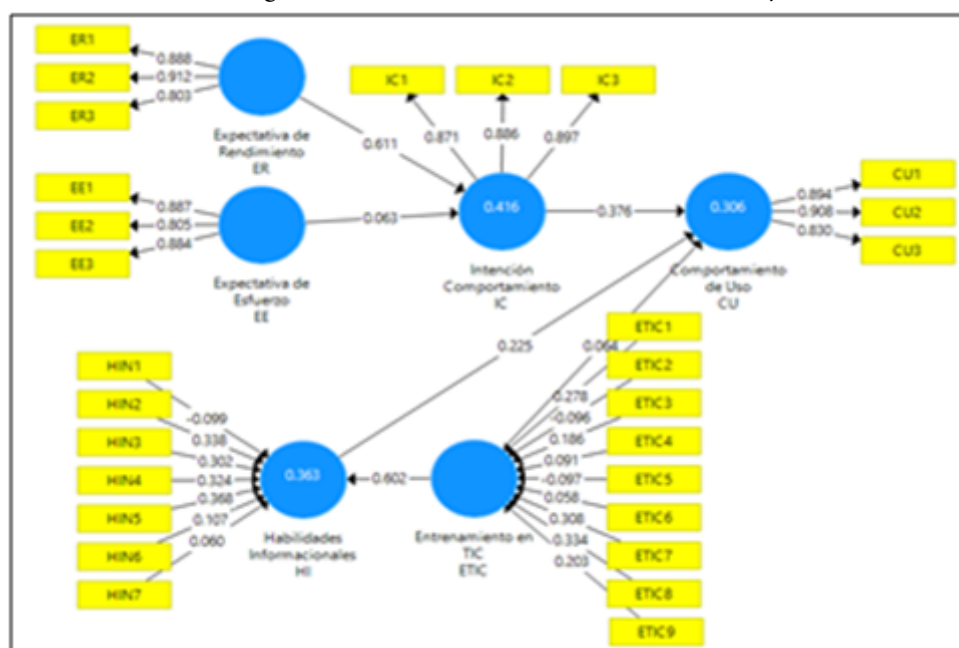 ER1
ER2
ER3
0.888
0.912
0.803
Expectativa de
Rendimiento
ER
0.611
IC1
IC2
IC3
0.871
0.886
0.897
EE1
EE2
EE3
0.887
0.805
0.884
Expectativa de
Esfuerzo
EE
0.063
0.416
Intención
Comportamiento
IC
0.376
0.306
Comportamiento
de Uso
CU
0.894
0.908
0.830
CU1
CU2
CU3
0.225
0.064
HIN1
HIN2
HIN3
HIN4
HIN5
HIN6
HIN7
-0.099
0.338
0.302
0.324
0.368
0.107
0.060
0.363
Habilidades
Informacionales
HI
0.602
Entrenamiento en
TIC
ETIC
0.278
-0.096
0.186
0.091
-0.097
0.058
0.308
0.334
0.203
ETIC1
ETIC2
ETIC3
ETIC4
ETIC5
ETIC6
ETIC7
ETIC8
ETIC9